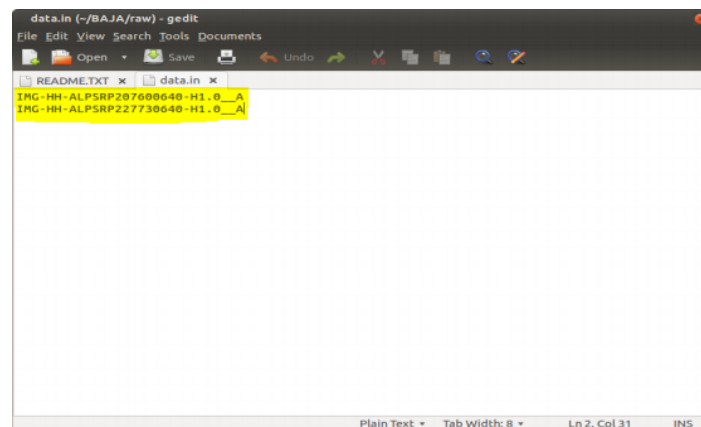 data.in (~/BAJA/raw) - gedit
File Edit View Search Tools Documents
Open Save Undo
README.TXT x data.in x
IMG-HH-ALPSRP207600640-H1.0__A
IMG-HH-ALPSRP227730640-H1.0__A
Plain Text Tab Width: 8 Ln 2, Col 31 INS